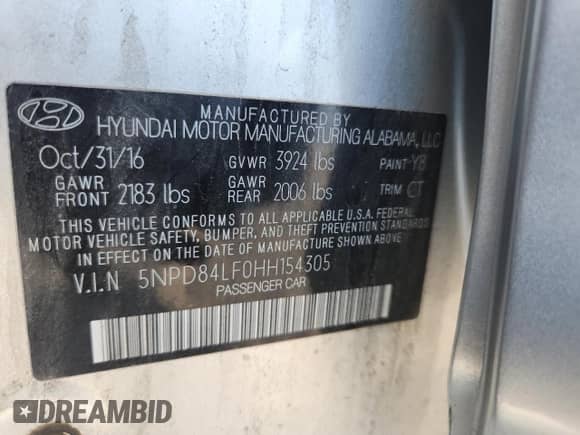 MANUFACTURED BY
HYUNDAI MOTOR MANUFACTURING ALABAMA, LLC
Oct/31/16 GVWR 3924 lbs PAINT Y8
GAWR FRONT 2183 lbs GAWR REAR 2006 lbs TRIM CT
THIS VEHICLE CONFORMS TO ALL APPLICABLE U.S.A. FEDERAL
MOTOR VEHICLE SAFETY, BUMPER, AND THEFT PREVENTION STANDARDS
IN EFFECT ON THE DATE OF MANUFACTURE SHOWN ABOVE.
V.I.N 5NPD84LF0HH154305
PASSENGER CAR
DREAMBID